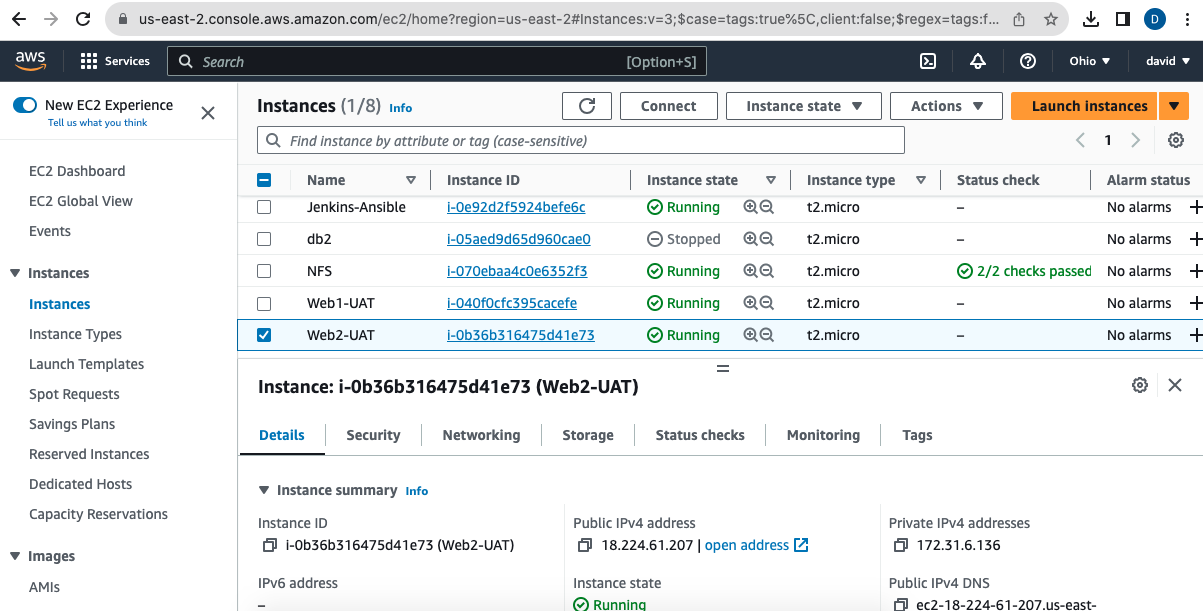 us-east-2.console.aws.amazon.com/ec2/home?region=us-east-2#Instances:v=3;$case=tags:true%5C,client:false;$regex=tags:f...
D
aws
Services
Search
[Option+S]
Ohio
david
New EC2 Experience
Tell us what you think
EC2 Dashboard
EC2 Global View
Events
Instances
Instances
Instance Types
Launch Templates
Spot Requests
Savings Plans
Reserved Instances
Dedicated Hosts
Capacity Reservations
Images
AMIs
Instances (1/8) Info
Connect
Instance state
Actions
Launch instances
Find instance by attribute or tag (case-sensitive)
1
Name Instance ID Instance state Instance type Status check Alarm status
Jenkins-Ansible i-0e92d2f5924befe6c Running t2.micro – No alarms
db2 i-05aed9d65d960cae0 Stopped t2.micro – No alarms
NFS i-070ebaa4c0e6352f3 Running t2.micro 2/2 checks passed No alarms
Web1-UAT i-040f0cfc395cacefe Running t2.micro – No alarms
Web2-UAT i-0b36b316475d41e73 Running t2.micro – No alarms
Instance: i-0b36b316475d41e73 (Web2-UAT)
Details Security Networking Storage Status checks Monitoring Tags
Instance summary Info
Instance ID
i-0b36b316475d41e73 (Web2-UAT)
Public IPv4 address
18.224.61.207 | open address
Private IPv4 addresses
172.31.6.136
IPv6 address
–
Instance state
Running
Public IPv4 DNS
ec2-18-224-61-207.us-east-